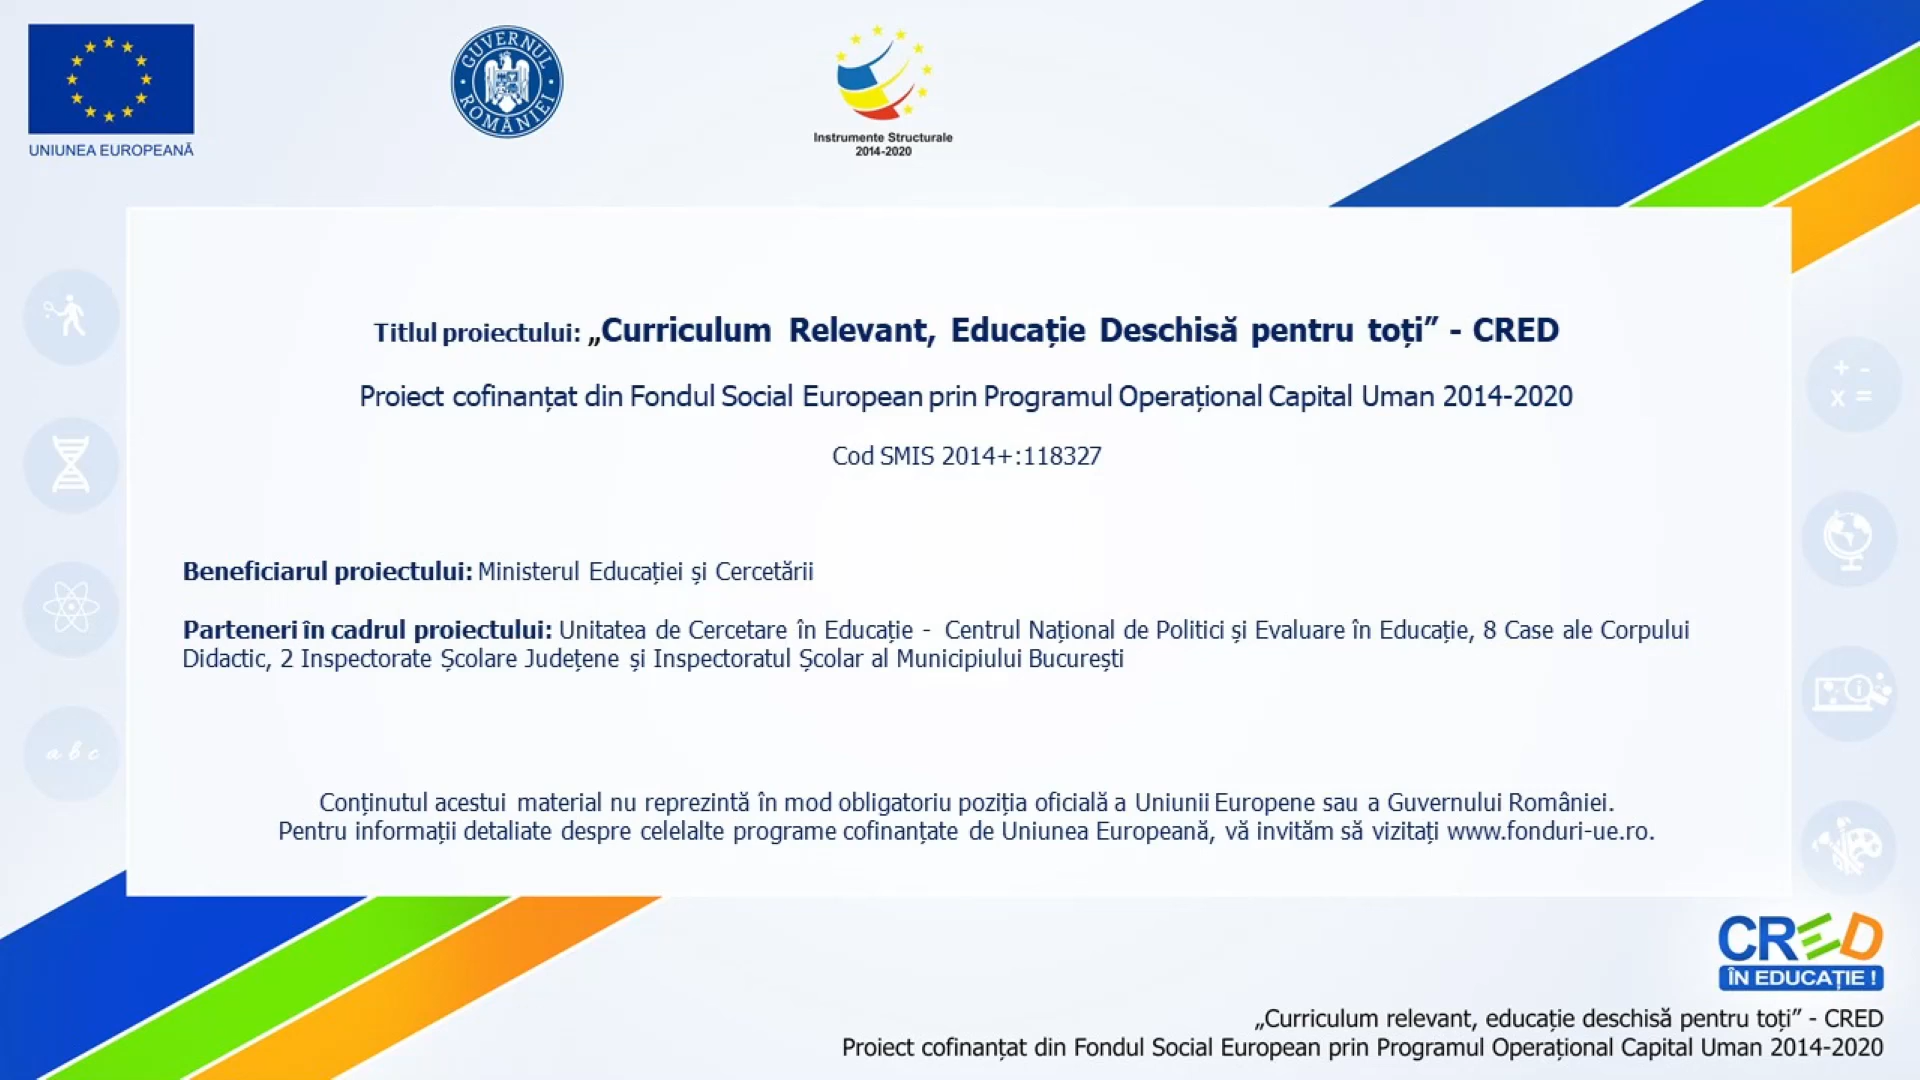 UNIUNEA EUROPEANĂ
GUVERNUL ROMÂNIEI
Instrumente Structurale
2014-2020
Titlul proiectului: „Curriculum Relevant, Educație Deschisă pentru toți” - CRED
Proiect cofinanțat din Fondul Social European prin Programul Operațional Capital Uman 2014-2020
Cod SMIS 2014+:118327
Beneficiarul proiectului: Ministerul Educației și Cercetării
Parteneri în cadrul proiectului: Unitatea de Cercetare în Educație - Centrul Național de Politici și Evaluare în Educație, 8 Case ale Corpului
Didactic, 2 Inspectorate Școlare Județene și Inspectoratul Școlar al Municipiului București
a b c
+ -
x =
i
Conținutul acestui material nu reprezintă în mod obligatoriu poziția oficială a Uniunii Europene sau a Guvernului României.
Pentru informații detaliate despre celelalte programe cofinanțate de Uniunea Europeană, vă invităm să vizitați www.fonduri-ue.ro.
CRED
ÎN EDUCAȚIE !
„Curriculum relevant, educație deschisă pentru toți” - CRED
Proiect cofinanțat din Fondul Social European prin Programul Operațional Capital Uman 2014-2020